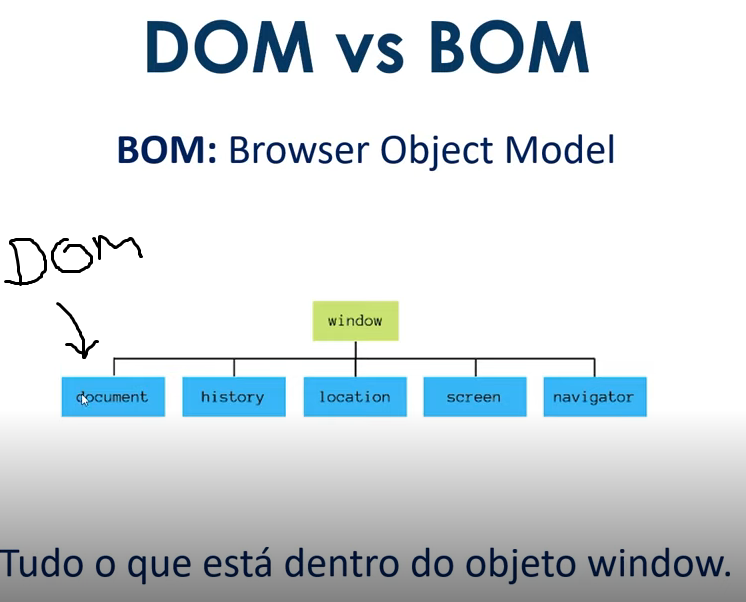 DOM vs BOM
BOM: Browser Object Model
DOM
window
document history location screen navigator
Tudo o que está dentro do objeto window.